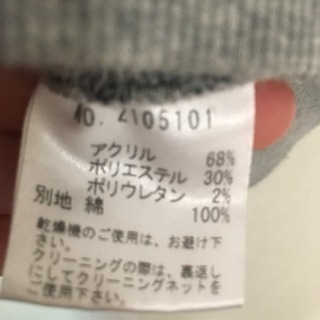 NO. 2105101
アクリル 68%
ポリエステル 30%
ポリウレタン 2%
別地 綿 100%
乾燥機のご使用は、お避け下
さい。
クリーニングの際は、裏返し
にしてクリーニングネットを
ご使用下さい。